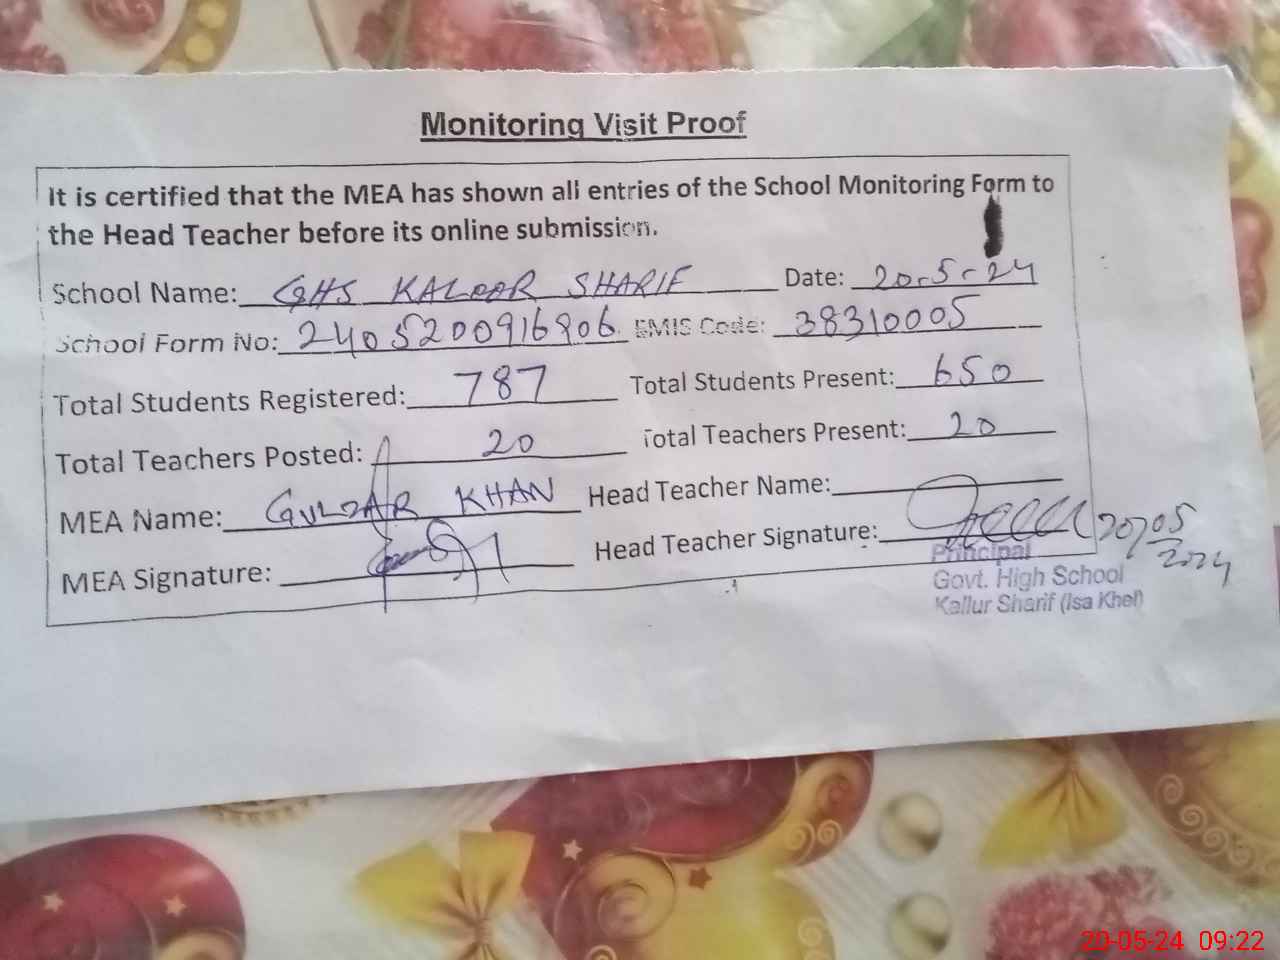 Monitoring Visit Proof
It is certified that the MEA has shown all entries of the School Monitoring Form to
the Head Teacher before its online submission.
School Name: GHS KALOOR SHARIF Date: 20-5-24
School Form No: 2405200916906 EMIS Code: 38310005
Total Students Registered: 787 Total Students Present: 650
Total Teachers Posted: 20 Total Teachers Present: 20
MEA Name: GULZAR KHAN Head Teacher Name:
MEA Signature: Head Teacher Signature: 20/05/2024
Principal
Govt. High School
Kallur Sharif (Isa Khel)
20-05-24 09:22